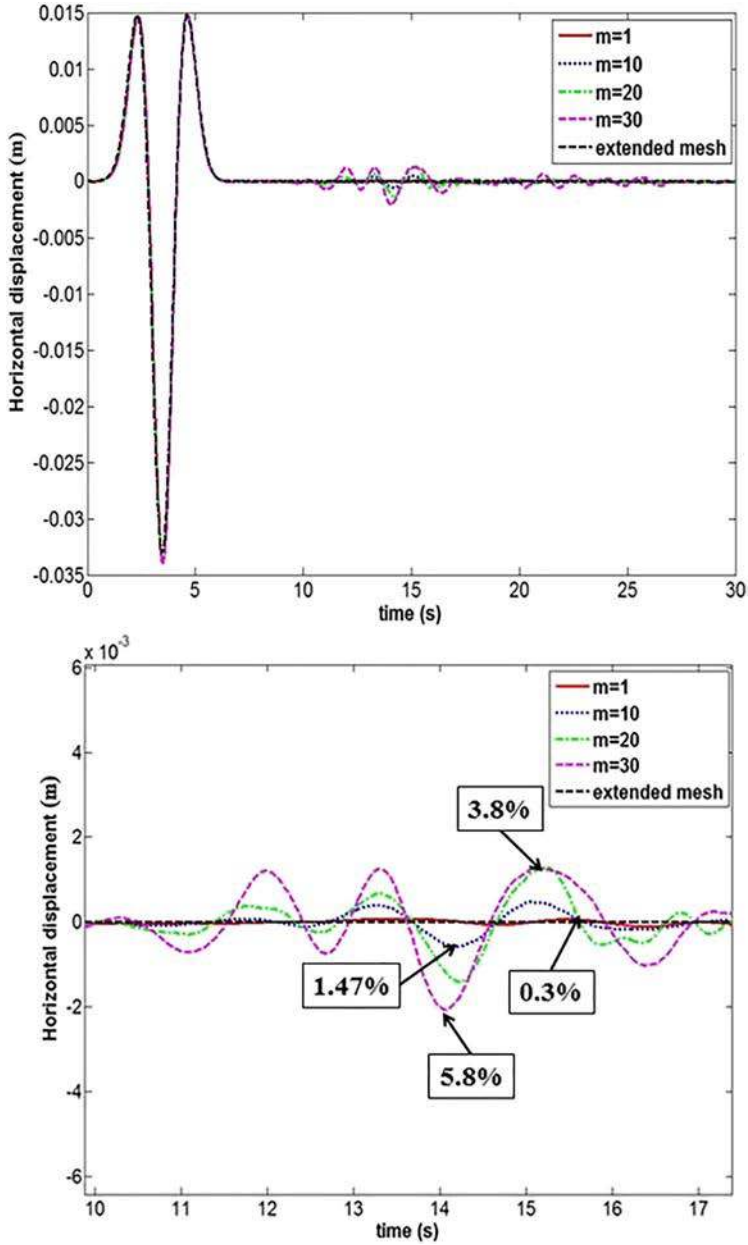 0.015
0.01
0.005
0
-0.005
-0.01
-0.015
-0.02
-0.025
-0.03
-0.035
Horizontal displacement (m)
m=1
m=10
m=20
m=30
extended mesh
0 5 10 15 20 25 30
time (s)
x 10^-3
6
4
2
0
-2
-4
-6
Horizontal displacement (m)
m=1
m=10
m=20
m=30
extended mesh
3.8%
1.47%
0.3%
5.8%
10 11 12 13 14 15 16 17
time (s)